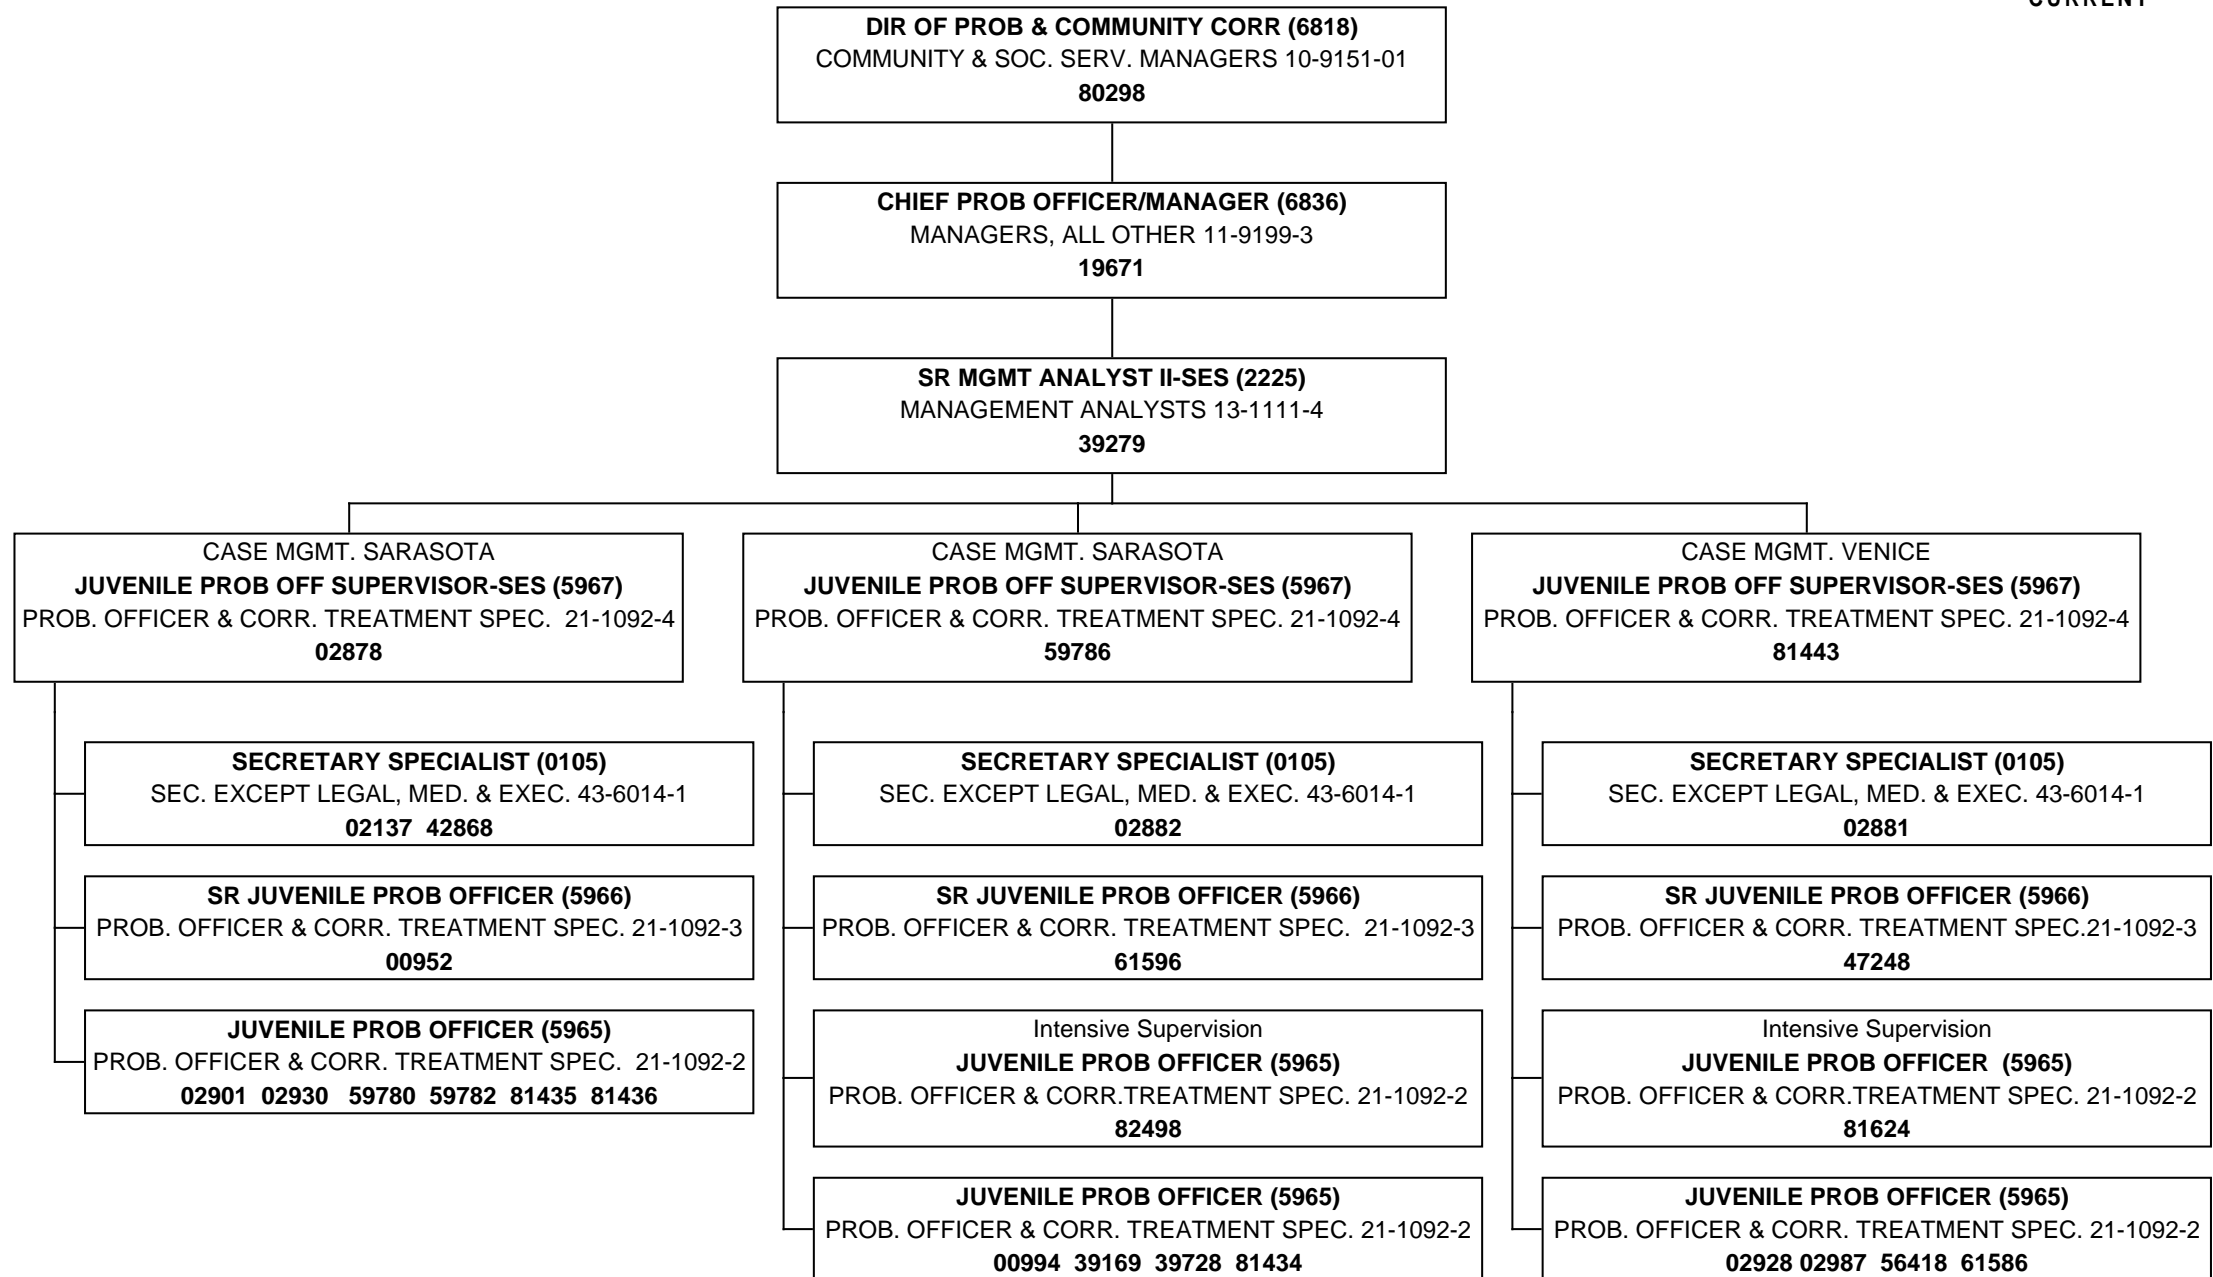 CURRENT
DIR OF PROB & COMMUNITY CORR (6818)
COMMUNITY & SOC. SERV. MANAGERS 10-9151-01
80298
CHIEF PROB OFFICER/MANAGER (6836)
MANAGERS, ALL OTHER 11-9199-3
19671
SR MGMT ANALYST II-SES (2225)
MANAGEMENT ANALYSTS 13-1111-4
39279
CASE MGMT. SARASOTA
JUVENILE PROB OFF SUPERVISOR-SES (5967)
PROB. OFFICER & CORR. TREATMENT SPEC. 21-1092-4
02878
SECRETARY SPECIALIST (0105)
SEC. EXCEPT LEGAL, MED. & EXEC. 43-6014-1
02137 42868
SR JUVENILE PROB OFFICER (5966)
PROB. OFFICER & CORR. TREATMENT SPEC. 21-1092-3
00952
JUVENILE PROB OFFICER (5965)
PROB. OFFICER & CORR. TREATMENT SPEC. 21-1092-2
02901 02930 59780 59782 81435 81436
CASE MGMT. SARASOTA
JUVENILE PROB OFF SUPERVISOR-SES (5967)
PROB. OFFICER & CORR. TREATMENT SPEC. 21-1092-4
59786
SECRETARY SPECIALIST (0105)
SEC. EXCEPT LEGAL, MED. & EXEC. 43-6014-1
02882
SR JUVENILE PROB OFFICER (5966)
PROB. OFFICER & CORR. TREATMENT SPEC. 21-1092-3
61596
Intensive Supervision
JUVENILE PROB OFFICER (5965)
PROB. OFFICER & CORR.TREATMENT SPEC. 21-1092-2
82498
JUVENILE PROB OFFICER (5965)
PROB. OFFICER & CORR. TREATMENT SPEC. 21-1092-2
00994 39169 39728 81434
CASE MGMT. VENICE
JUVENILE PROB OFF SUPERVISOR-SES (5967)
PROB. OFFICER & CORR. TREATMENT SPEC. 21-1092-4
81443
SECRETARY SPECIALIST (0105)
SEC. EXCEPT LEGAL, MED. & EXEC. 43-6014-1
02881
SR JUVENILE PROB OFFICER (5966)
PROB. OFFICER & CORR. TREATMENT SPEC.21-1092-3
47248
Intensive Supervision
JUVENILE PROB OFFICER (5965)
PROB. OFFICER & CORR.TREATMENT SPEC. 21-1092-2
81624
JUVENILE PROB OFFICER (5965)
PROB. OFFICER & CORR. TREATMENT SPEC. 21-1092-2
02928 02987 56418 61586